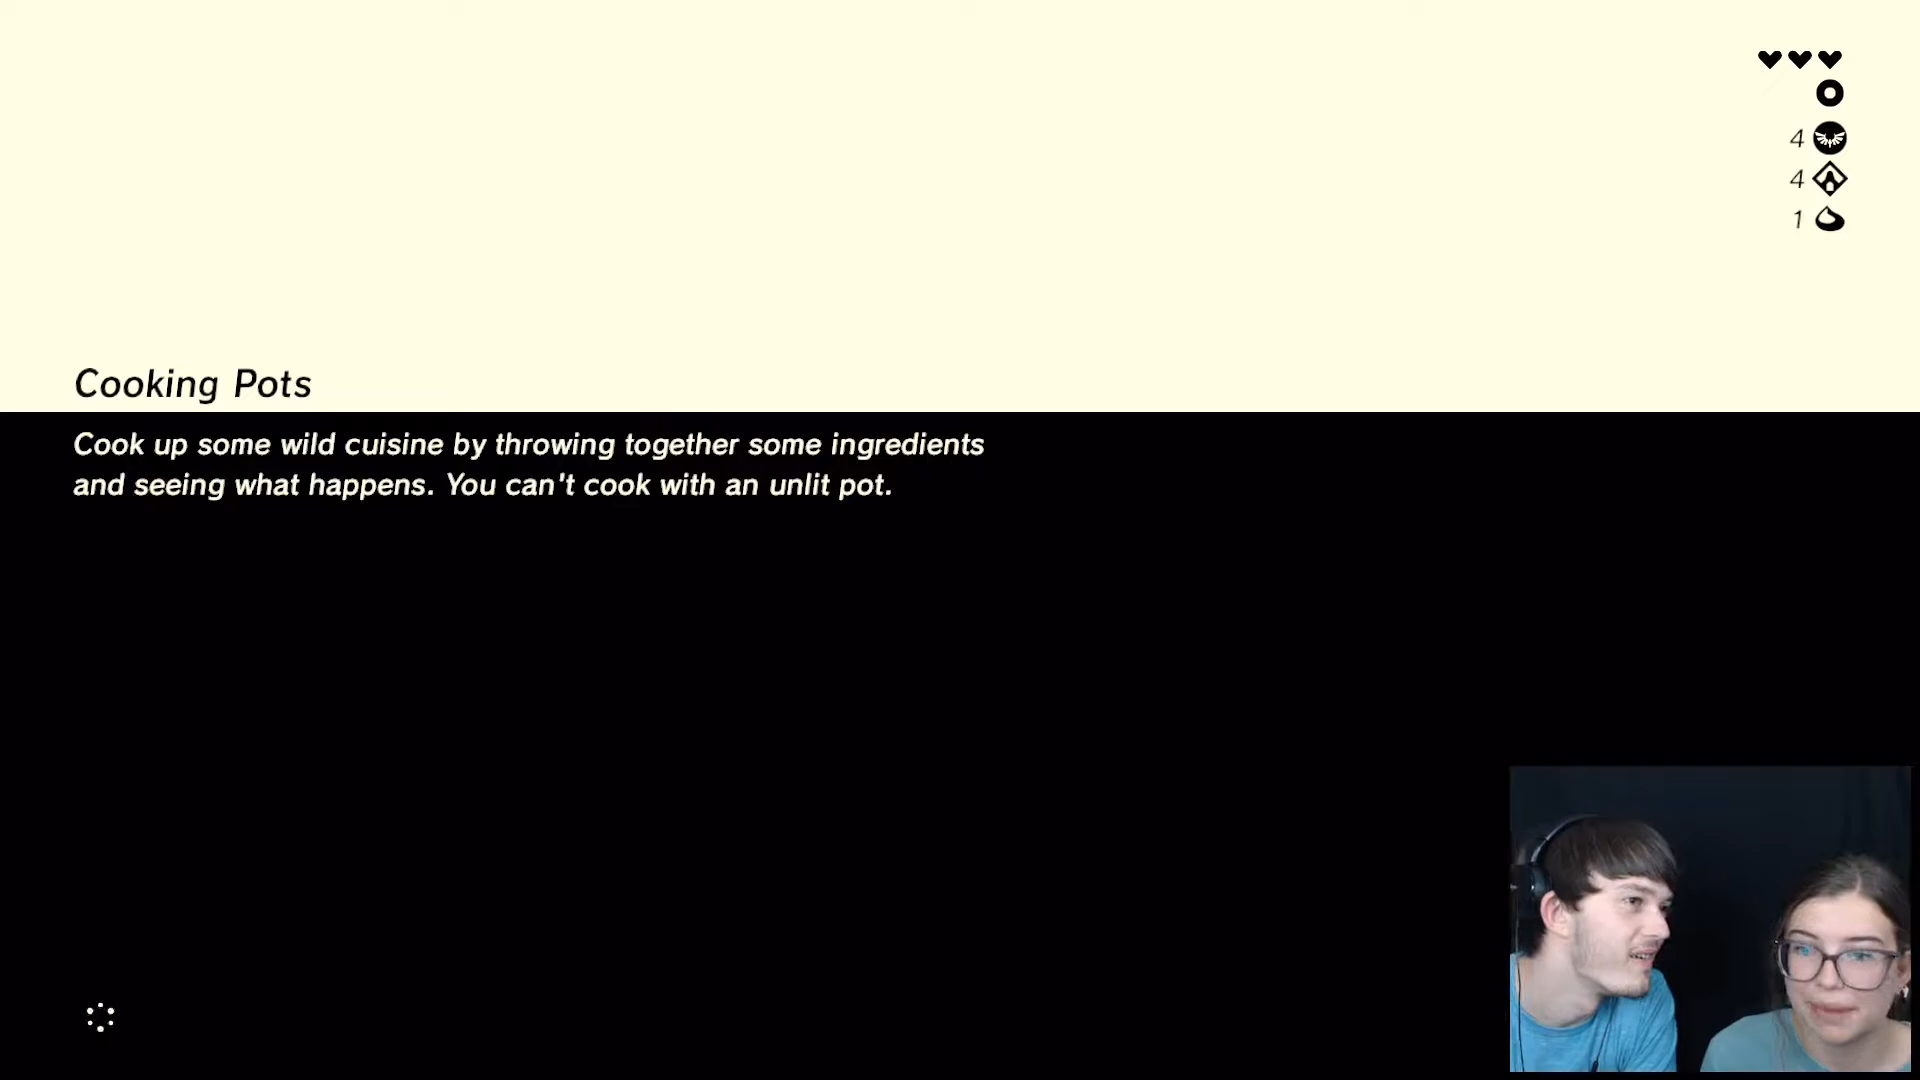 4
4
1
Cooking Pots
Cook up some wild cuisine by throwing together some ingredients
and seeing what happens. You can't cook with an unlit pot.